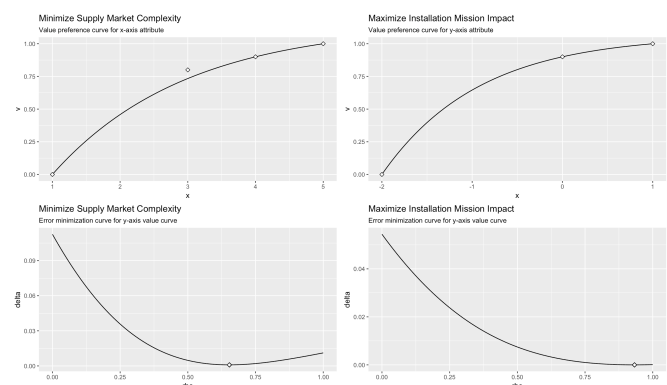 Minimize Supply Market Complexity
Value preference curve for x-axis attribute
1.00
0.75
0.50
0.25
0.00
v
1 2 3 4 5
x
Maximize Installation Mission Impact
Value preference curve for y-axis attribute
1.00
0.75
0.50
0.25
0.00
v
-2 -1 0 1
x
Minimize Supply Market Complexity
Error minimization curve for y-axis value curve
0.09
0.06
0.03
0.00
delta
0.00 0.25 0.50 0.75 1.00
Maximize Installation Mission Impact
Error minimization curve for y-axis value curve
0.04
0.02
0.00
delta
0.00 0.25 0.50 0.75 1.00